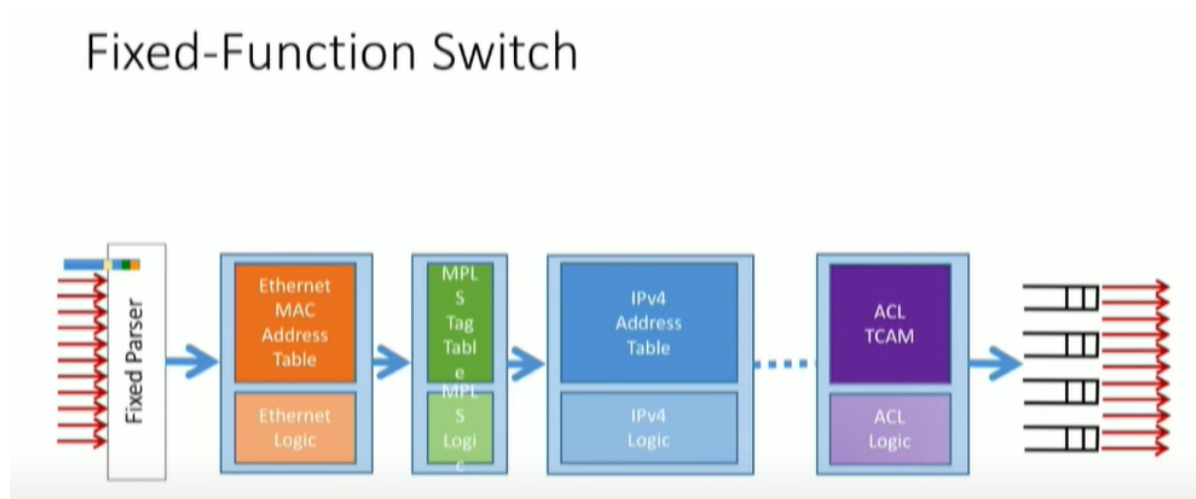 Fixed-Function Switch
Fixed Parser
Ethernet
MAC
Address
Table
Ethernet
Logic
MPL
S
Tag
Tabl
e
MPL
S
Logi
c
IPv4
Address
Table
IPv4
Logic
ACL
TCAM
ACL
Logic